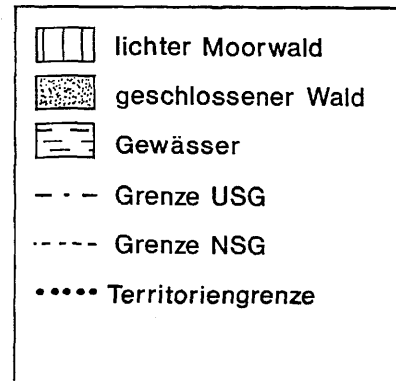 lichter Moorwald
geschlossener Wald
Gewässer
Grenze USG
Grenze NSG
Territoriengrenze